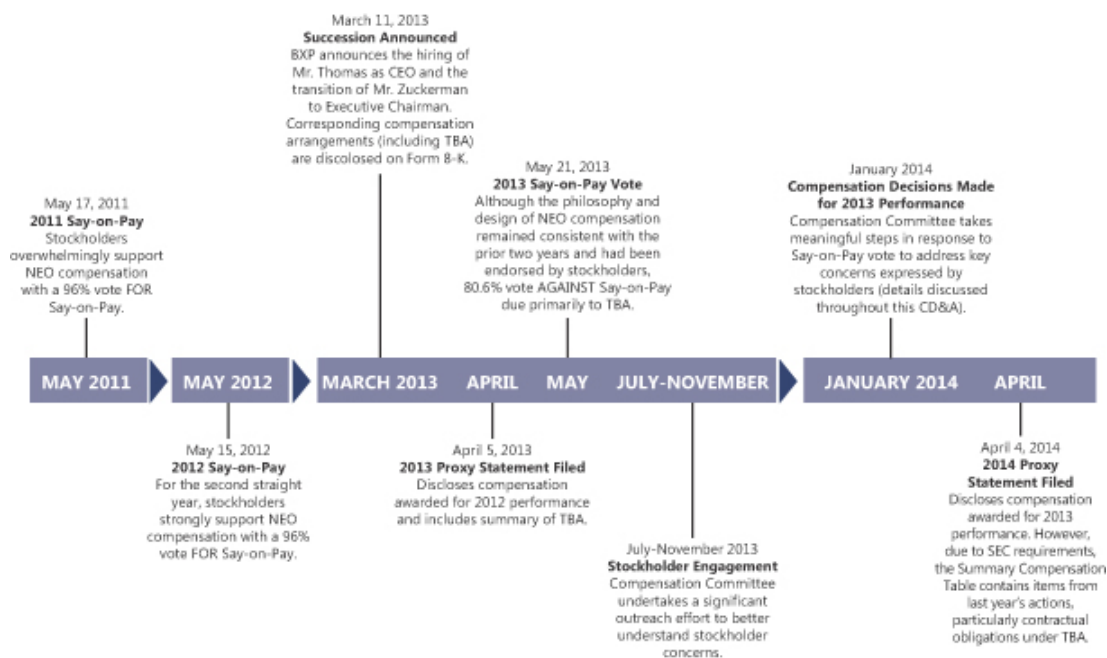 March 11, 2013
Succession Announced
BXP announces the hiring of
Mr. Thomas as CEO and the
transition of Mr. Zuckerman
to Executive Chairman.
Corresponding compensation
arrangements (including TBA)
are discolosed on Form 8-K.
May 17, 2011
2011 Say-on-Pay
Stockholders
overwhelmingly support
NEO compensation
with a 96% vote FOR
Say-on-Pay.
May 21, 2013
2013 Say-on-Pay Vote
Although the philosophy and
design of NEO compensation
remained consistent with the
prior two years and had been
endorsed by stockholders,
80.6% vote AGAINST Say-on-Pay
due primarily to TBA.
January 2014
Compensation Decisions Made
for 2013 Performance
Compensation Committee takes
meaningful steps in response to
Say-on-Pay vote to address key
concerns expressed by
stockholders (details discussed
throughout this CD&A).
MAY 2011
MAY 2012
MARCH 2013
APRIL
MAY
JULY-NOVEMBER
JANUARY 2014
APRIL
May 15, 2012
2012 Say-on-Pay
For the second straight
year, stockholders
strongly support NEO
compensation with a 96%
vote FOR Say-on-Pay.
April 5, 2013
2013 Proxy Statement Filed
Discloses compensation
awarded for 2012 performance
and includes summary of TBA.
July-November 2013
Stockholder Engagement
Compensation Committee
undertakes a significant
outreach effort to better
understand stockholder
concerns.
April 4, 2014
2014 Proxy
Statement Filed
Discloses compensation
awarded for 2013
performance. However,
due to SEC requirements,
the Summary Compensation
Table contains items from
last year's actions,
particularly contractual
obligations under TBA.